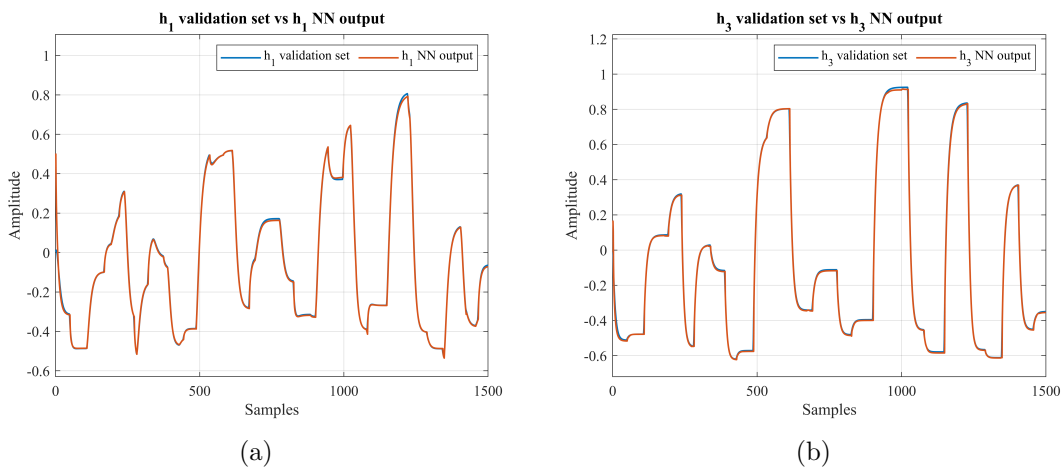 h1 validation set vs h1 NN output
h1 validation set
h1 NN output
1
0.8
0.6
0.4
0.2
0
-0.2
-0.4
-0.6
Amplitude
0
500
1000
1500
Samples
(a)
h3 validation set vs h3 NN output
h3 validation set
h3 NN output
1.2
1
0.8
0.6
0.4
0.2
0
-0.2
-0.4
-0.6
Amplitude
0
500
1000
1500
Samples
(b)